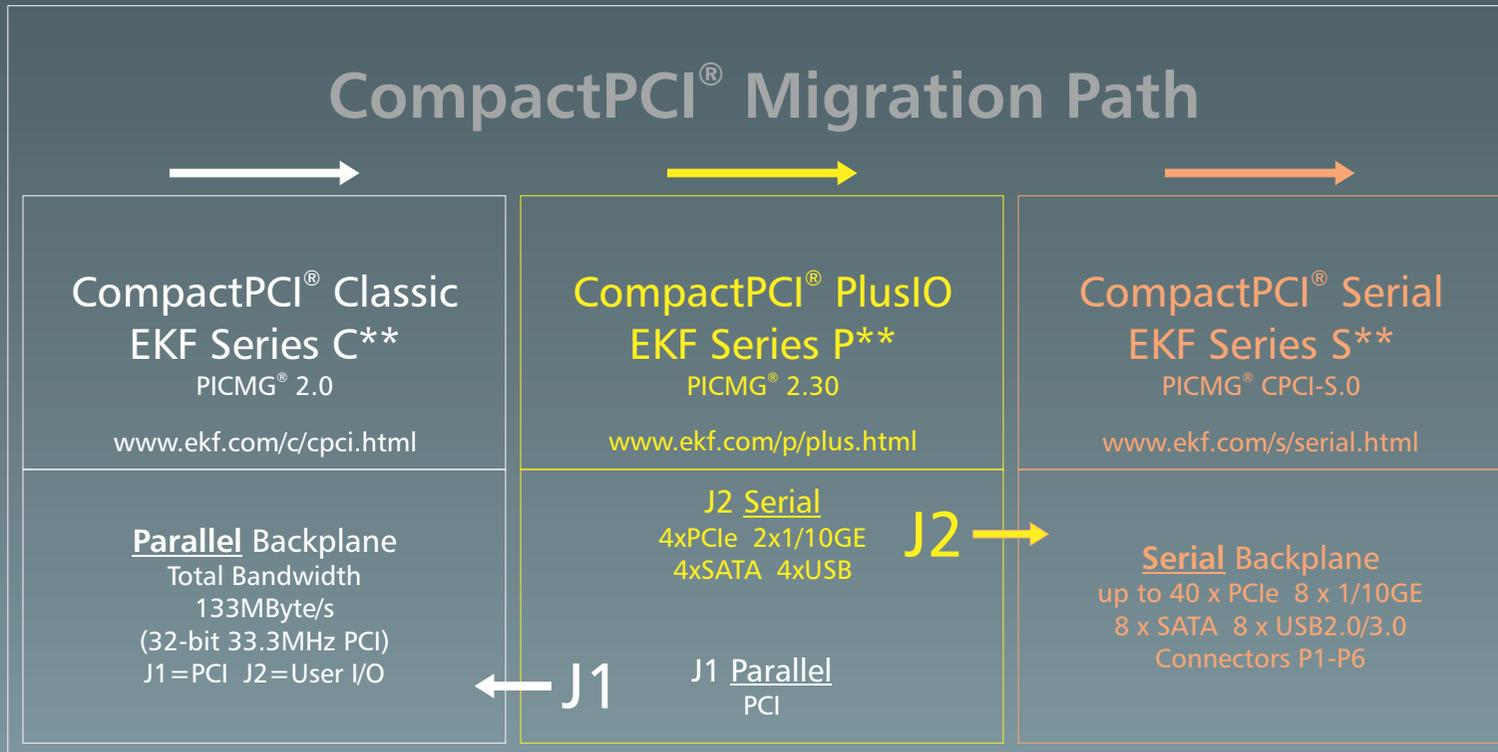 CompactPCI® Migration Path
CompactPCI® Classic
EKF Series C**
PICMG® 2.0
www.ekf.com/c/cpci.html
Parallel Backplane
Total Bandwidth
133MByte/s
(32-bit 33.3MHz PCI)
J1=PCI J2=User I/O
CompactPCI® PlusIO
EKF Series P**
PICMG® 2.30
www.ekf.com/p/plus.html
J2 Serial
4xPCIe 2x1/10GE
4xSATA 4xUSB
J2
J1
J1 Parallel
PCI
CompactPCI® Serial
EKF Series S**
PICMG® CPCI-S.0
www.ekf.com/s/serial.html
Serial Backplane
up to 40 x PCIe 8 x 1/10GE
8 x SATA 8 x USB2.0/3.0
Connectors P1-P6